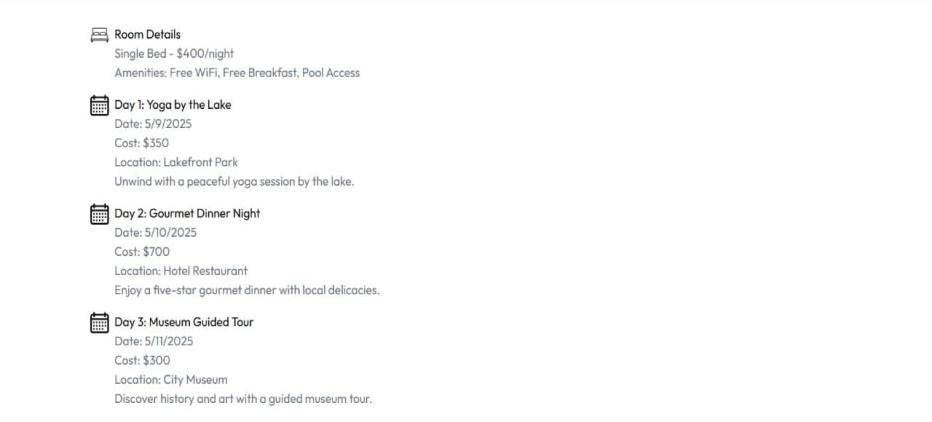 Room Details
Single Bed - $400/night
Amenities: Free WiFi, Free Breakfast, Pool Access
Day 1: Yoga by the Lake
Date: 5/9/2025
Cost: $350
Location: Lakefront Park
Unwind with a peaceful yoga session by the lake.
Day 2: Gourmet Dinner Night
Date: 5/10/2025
Cost: $700
Location: Hotel Restaurant
Enjoy a five-star gourmet dinner with local delicacies.
Day 3: Museum Guided Tour
Date: 5/11/2025
Cost: $300
Location: City Museum
Discover history and art with a guided museum tour.